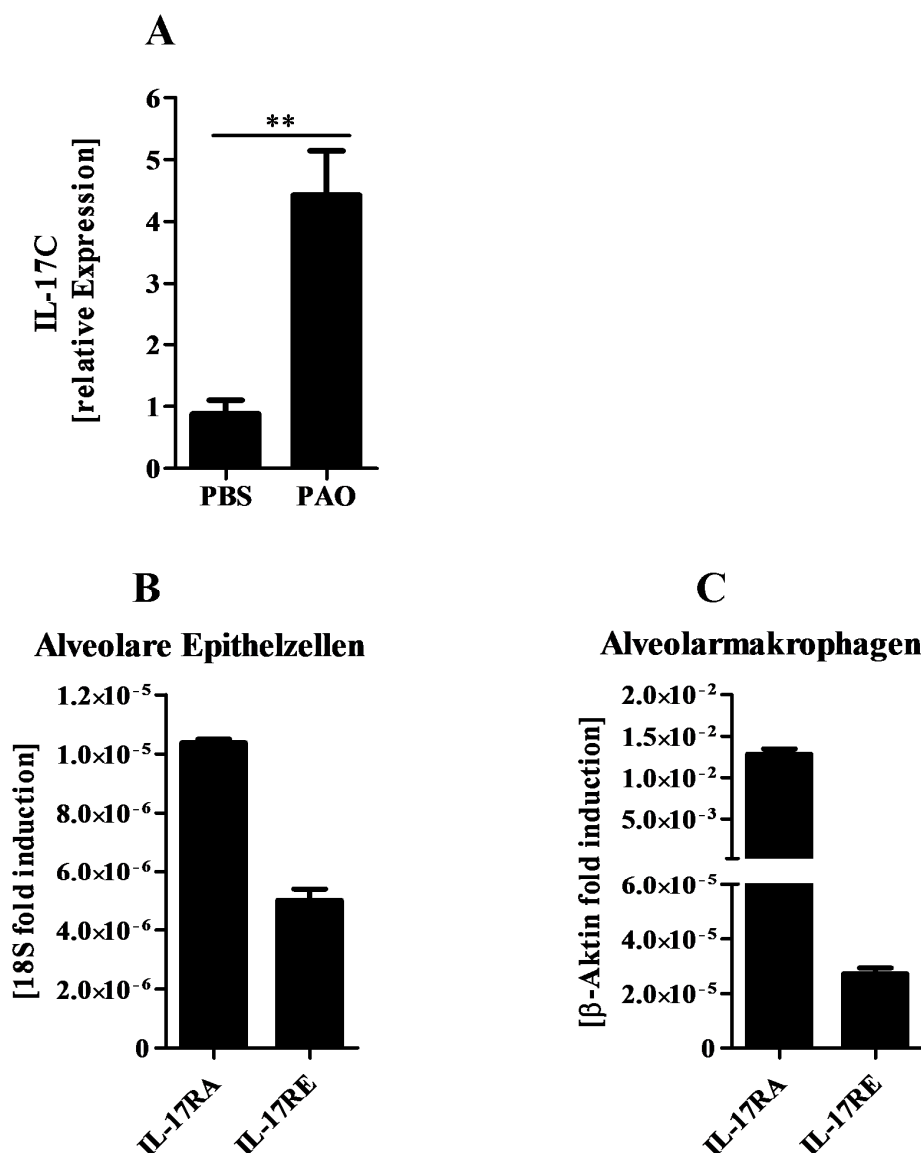 A
IL-17C
[relative Expression]
6
5
4
3
2
1
0
**
PBS PAO
B
Alveolare Epithelzellen
[18S fold induction]
1.2×10⁻⁵
1.0×10⁻⁵
8.0×10⁻⁶
6.0×10⁻⁶
4.0×10⁻⁶
2.0×10⁻⁶
0
IL-17RA IL-17RE
C
Alveolarmakrophagen
[β-Aktin fold induction]
2.0×10⁻²
1.5×10⁻²
1.0×10⁻²
5.0×10⁻³
6.0×10⁻⁵
4.0×10⁻⁵
2.0×10⁻⁵
0
IL-17RA IL-17RE